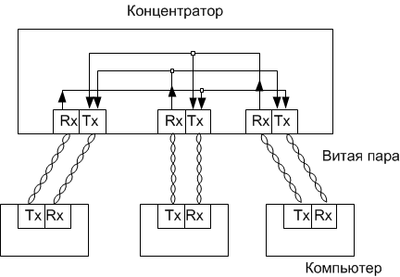 Концентратор
Rx Tx Rx Tx Rx Tx
Витая пара
Tx Rx Tx Rx Tx Rx
Компьютер